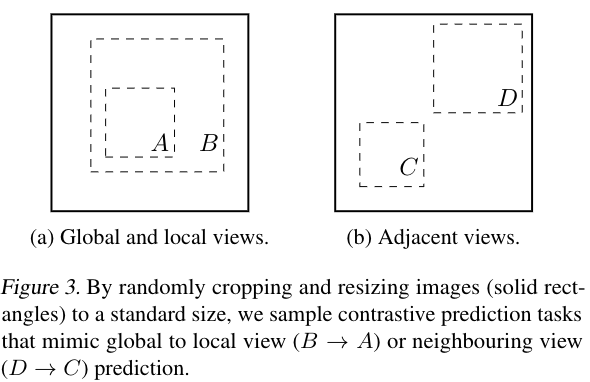 A B
D
C
(a) Global and local views.
(b) Adjacent views.
Figure 3. By randomly cropping and resizing images (solid rect-
angles) to a standard size, we sample contrastive prediction tasks
that mimic global to local view (B → A) or neighbouring view
(D → C) prediction.